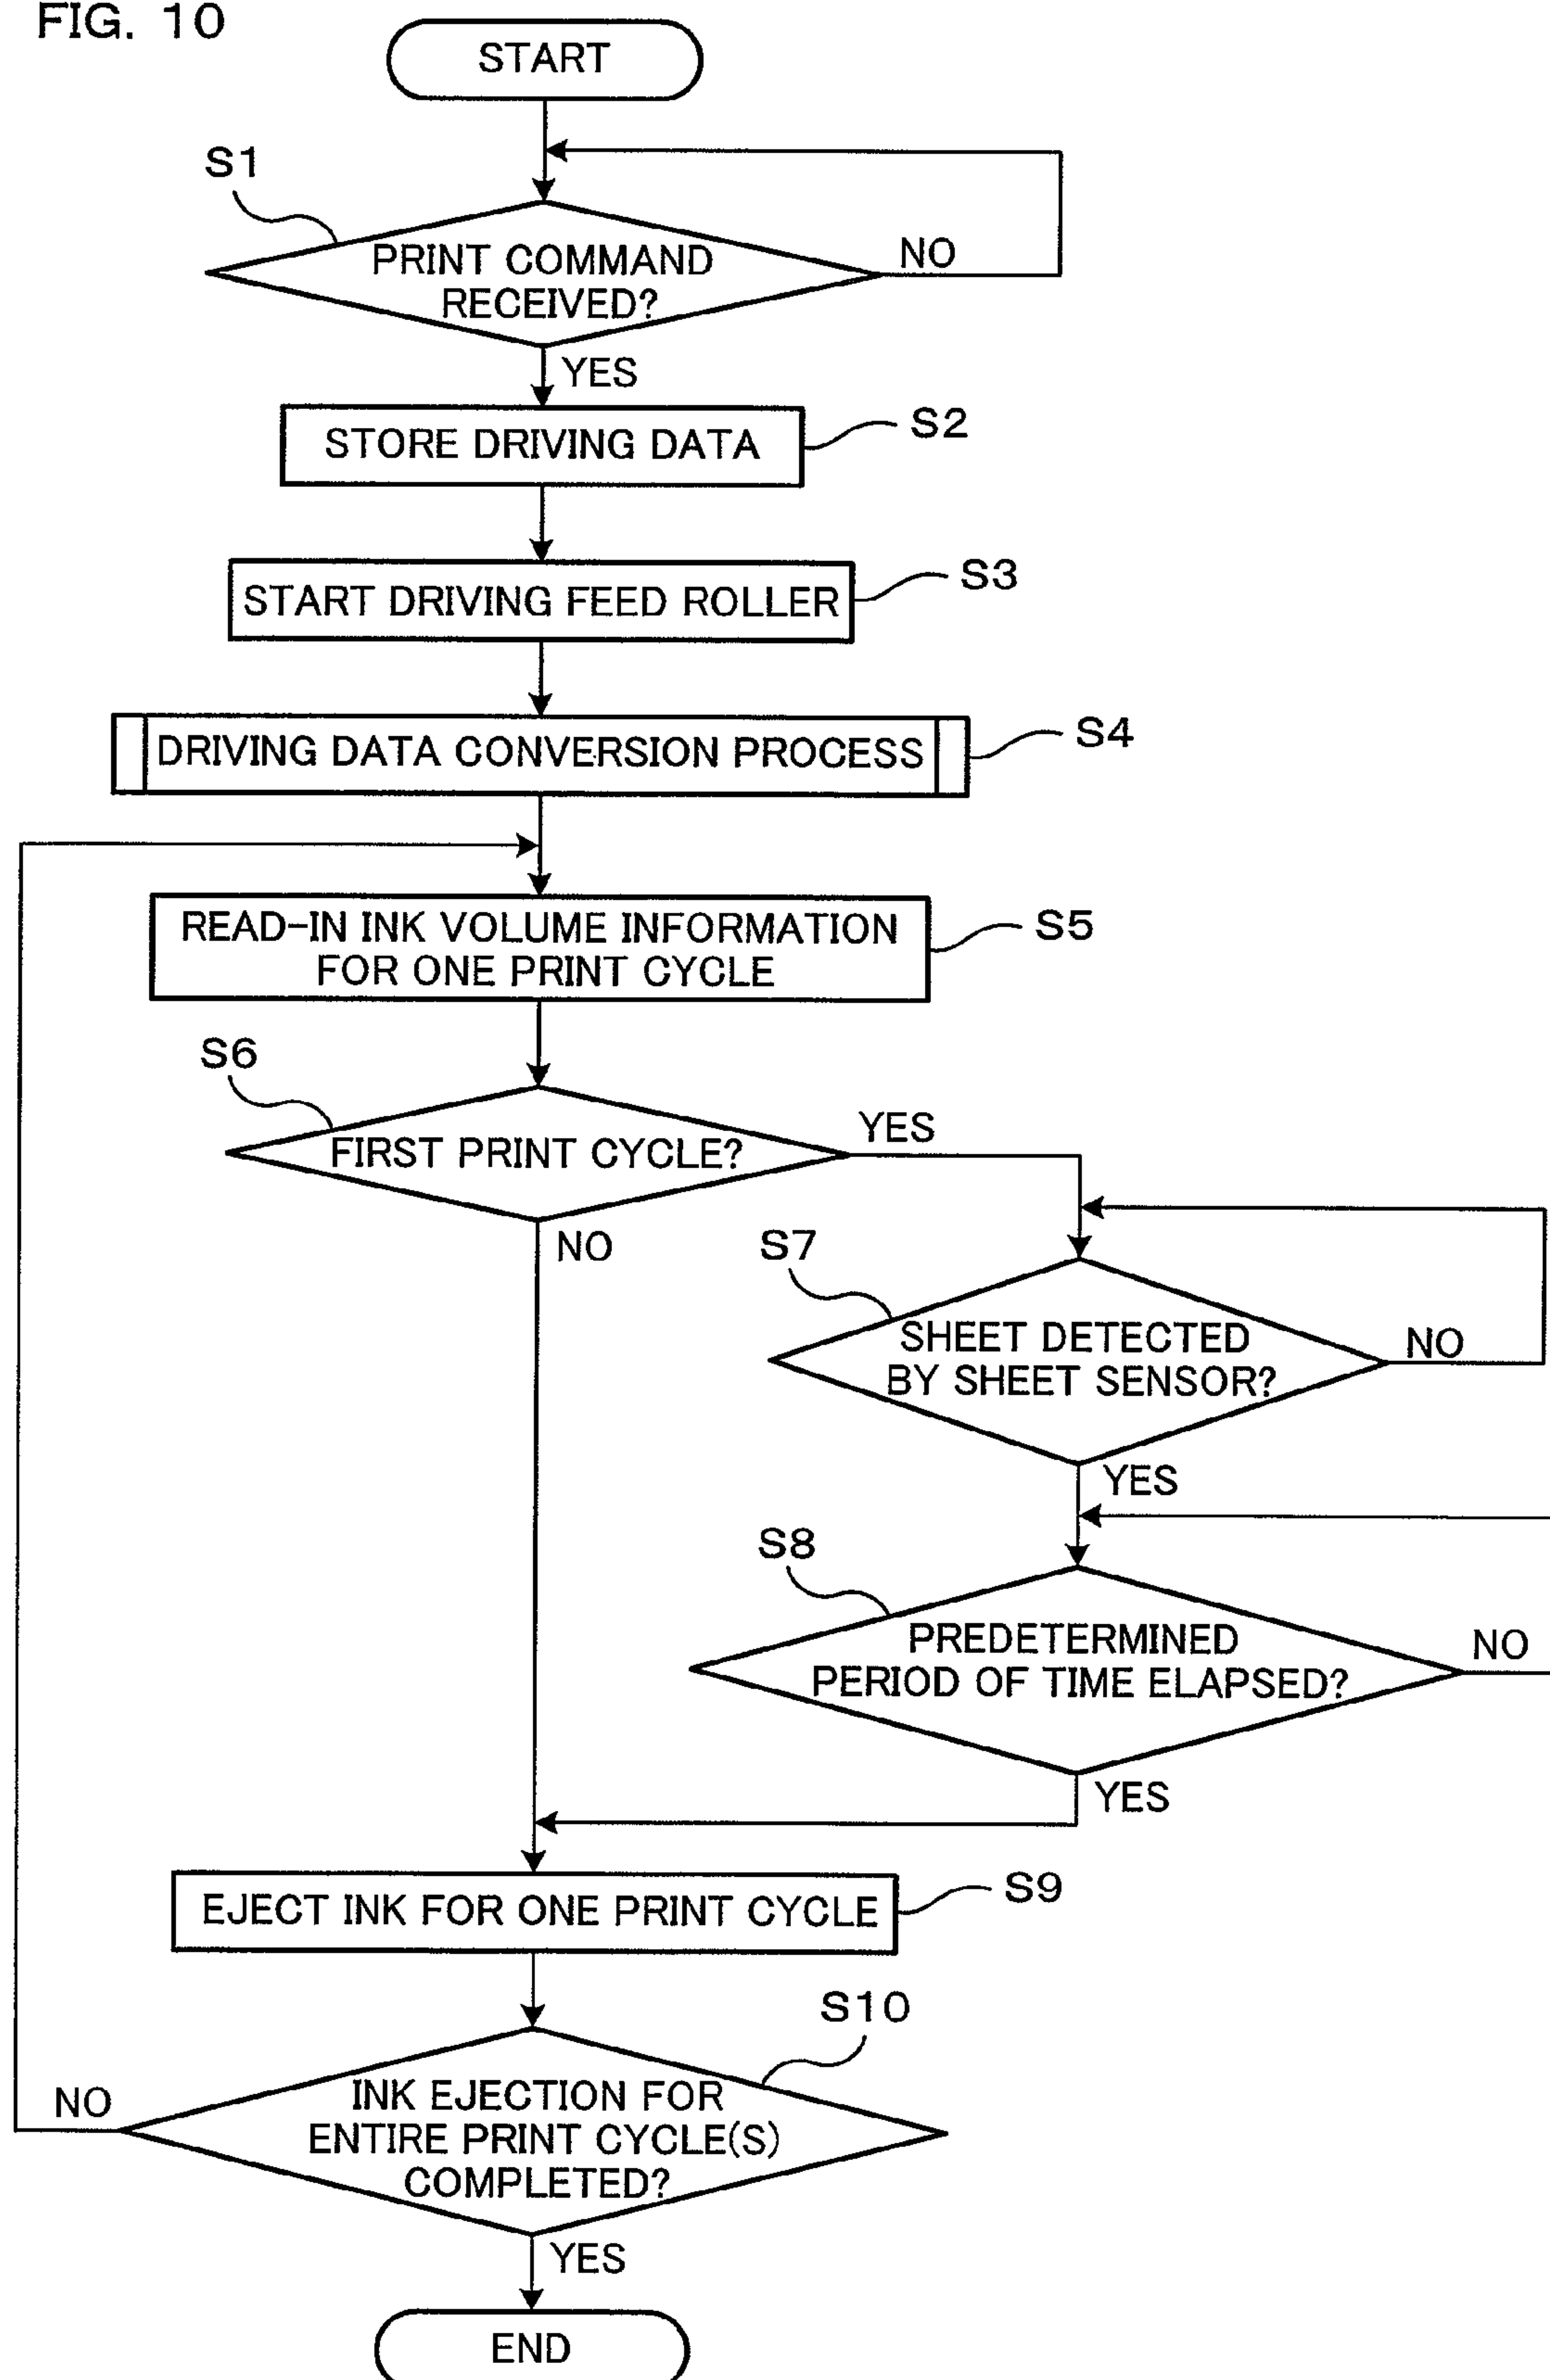 FIG. 10
START
S1
PRINT COMMAND
RECEIVED?
NO
YES
STORE DRIVING DATA
S2
START DRIVING FEED ROLLER
S3
DRIVING DATA CONVERSION PROCESS
S4
READ-IN INK VOLUME INFORMATION
FOR ONE PRINT CYCLE
S5
S6
FIRST PRINT CYCLE?
YES
NO
S7
SHEET DETECTED
BY SHEET SENSOR?
NO
YES
S8
PREDETERMINED
PERIOD OF TIME ELAPSED?
NO
YES
EJECT INK FOR ONE PRINT CYCLE
S9
S10
INK EJECTION FOR
ENTIRE PRINT CYCLE(S)
COMPLETED?
NO
YES
END